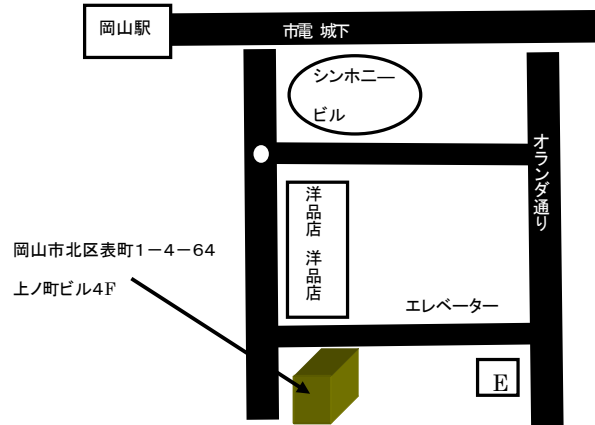 岡山駅
市電 城下
シンホニー
ビル
オランダ通り
洋品店 洋品店
岡山市北区表町1-4-64
上ノ町ビル4F
エレベーター
E